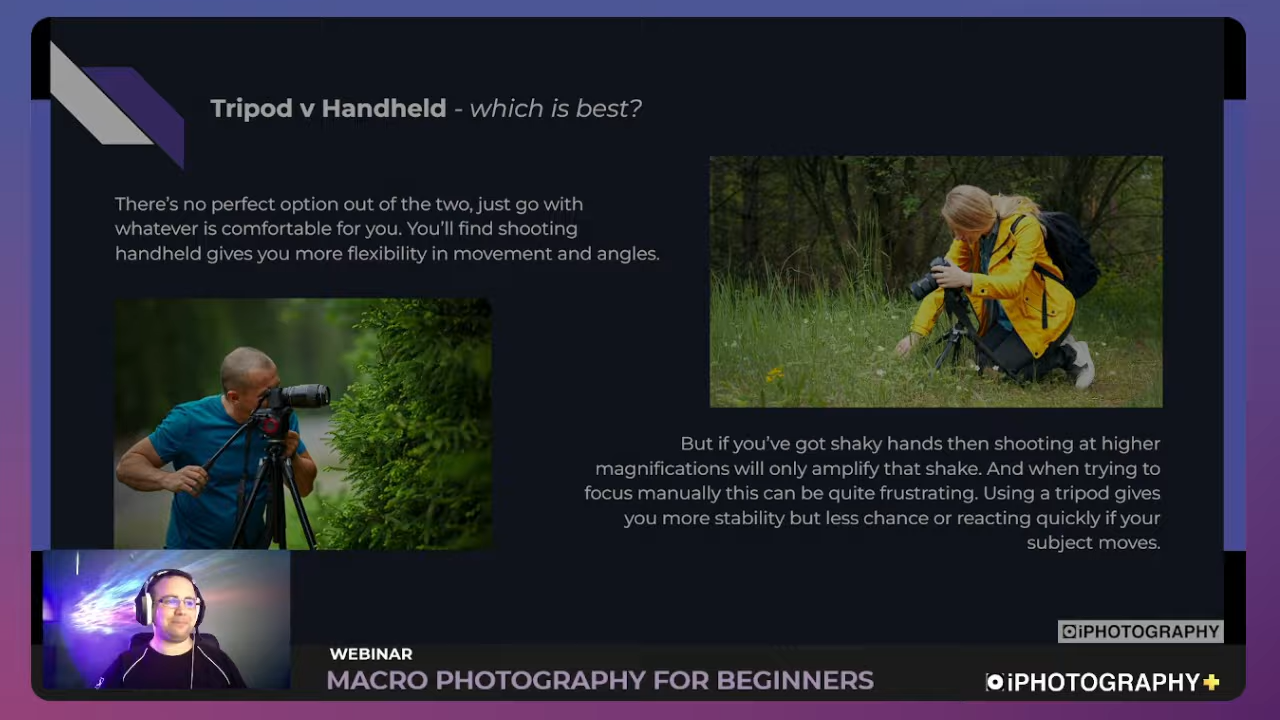 Tripod v Handheld - which is best?
There's no perfect option out of the two, just go with
whatever is comfortable for you. You'll find shooting
handheld gives you more flexibility in movement and angles.
But if you've got shaky hands then shooting at higher
magnifications will only amplify that shake. And when trying to
focus manually this can be quite frustrating. Using a tripod gives
you more stability but less chance or reacting quickly if your
subject moves.
iPHOTOGRAPHY
WEBINAR
MACRO PHOTOGRAPHY FOR BEGINNERS
iPHOTOGRAPHY+